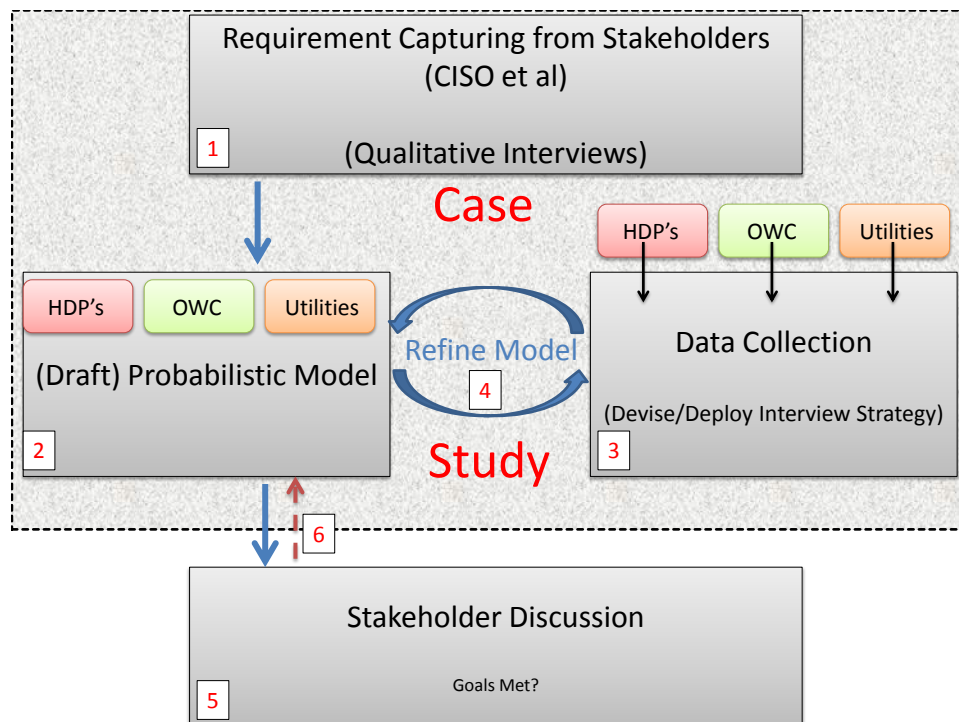 Requirement Capturing from Stakeholders
(CISO et al)
(Qualitative Interviews)
1
Case
HDP's
OWC
Utilities
HDP's
OWC
Utilities
(Draft) Probabilistic Model
2
Refine Model
4
Data Collection
(Devise/Deploy Interview Strategy)
3
Study
6
Stakeholder Discussion
Goals Met?
5